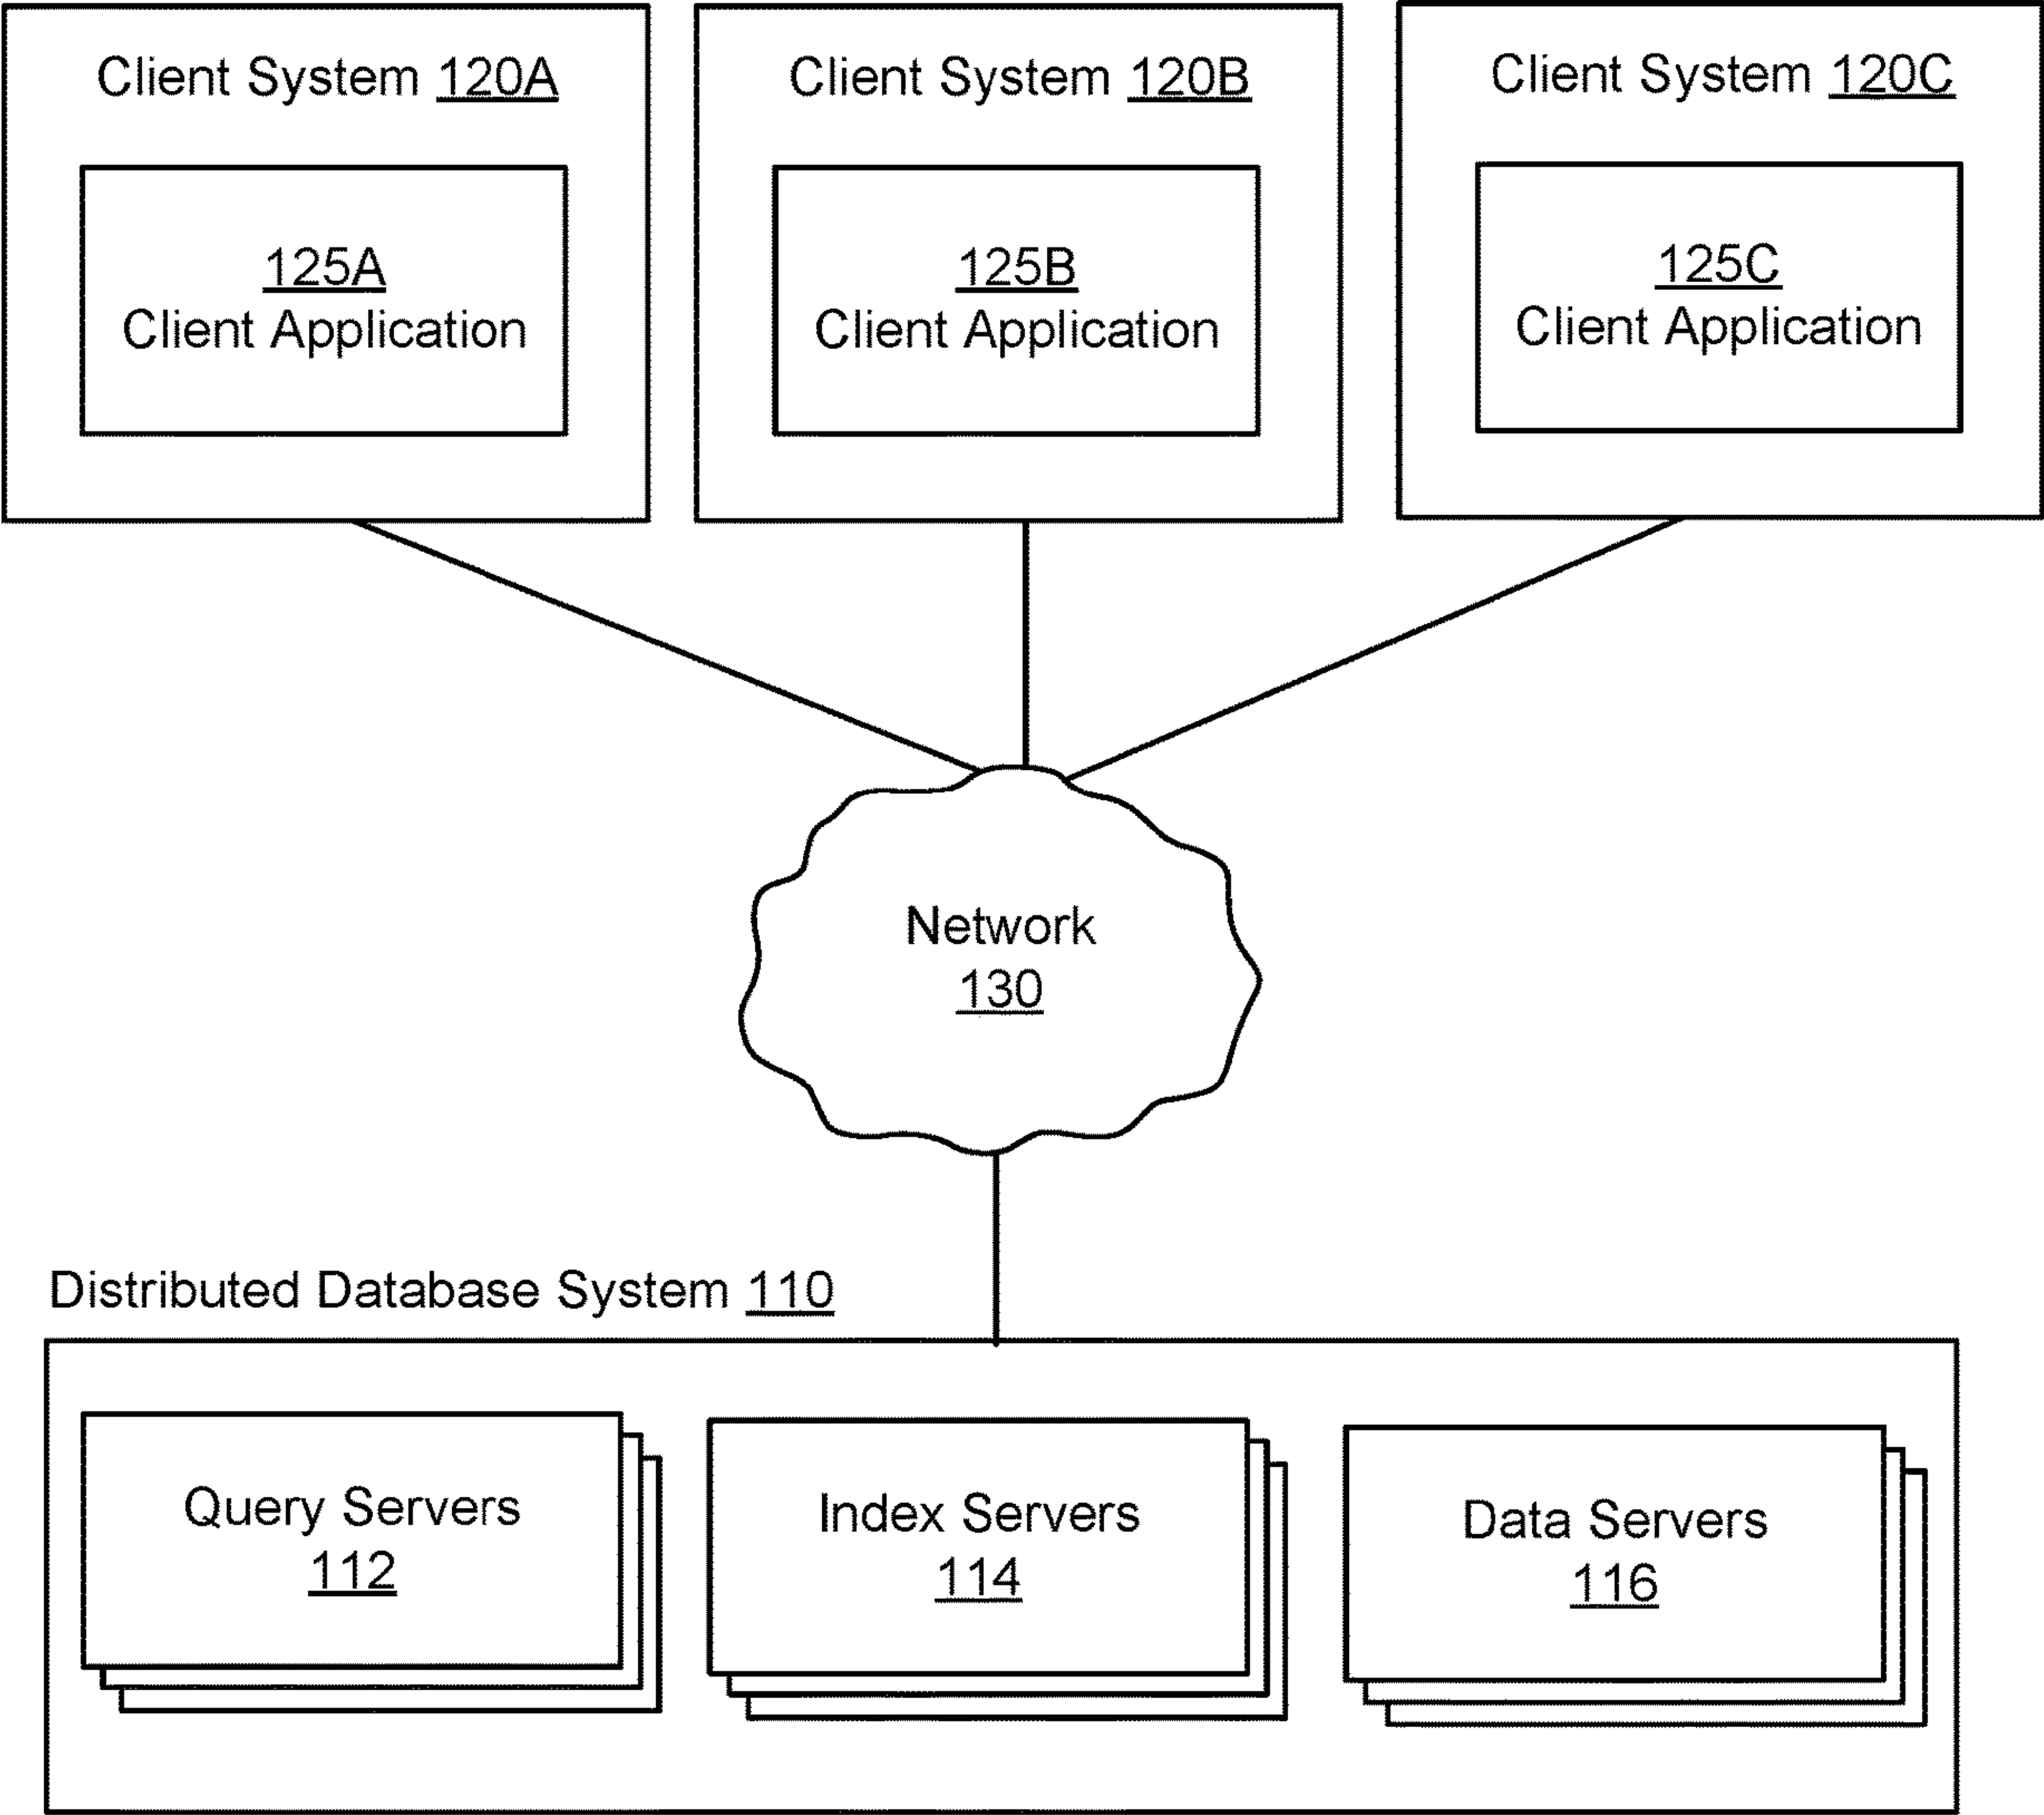 Client System 120A
125A
Client Application
Client System 120B
125B
Client Application
Client System 120C
125C
Client Application
Network
130
Distributed Database System 110
Query Servers
112
Index Servers
114
Data Servers
116